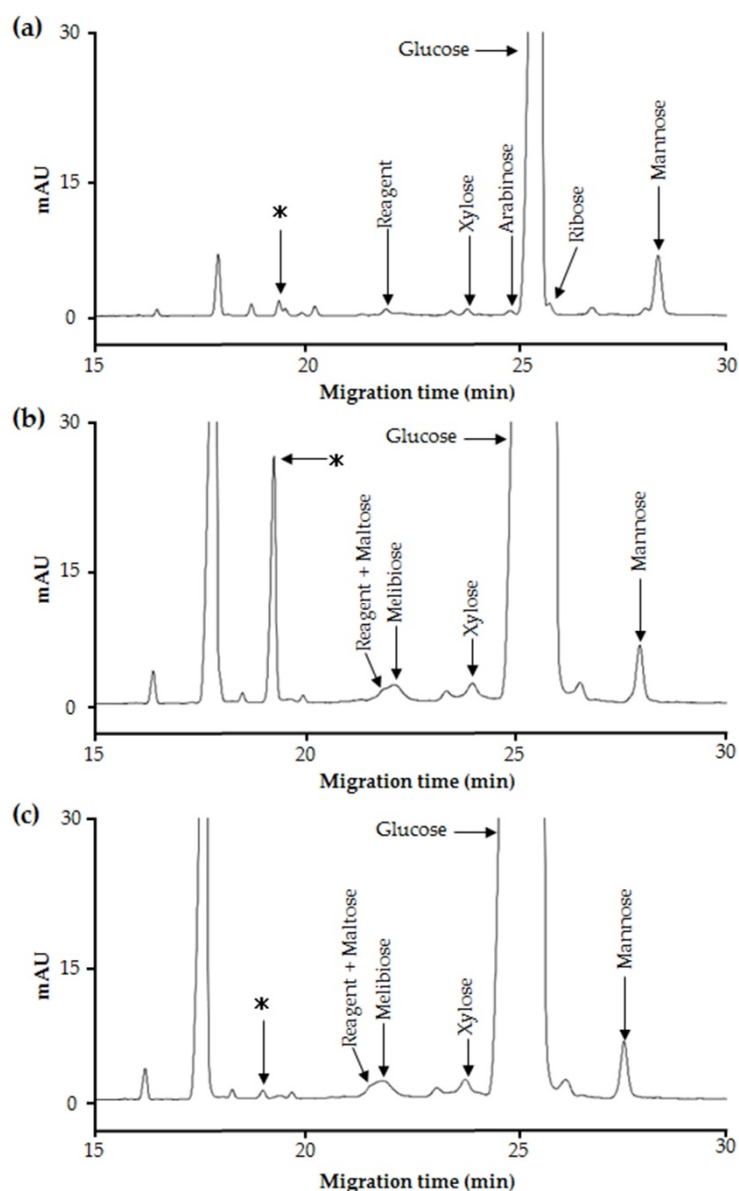 (a)
30
15
0
mAU
Glucose
*
Reagent
Xylose
Arabinose
Ribose
Mannose
15 20 25 30
Migration time (min)
(b)
30
15
0
mAU
Glucose
*
Reagent + Maltose
Melibiose
Xylose
Mannose
15 20 25 30
Migration time (min)
(c)
30
15
0
mAU
Glucose
*
Reagent + Maltose
Melibiose
Xylose
Mannose
15 20 25 30
Migration time (min)